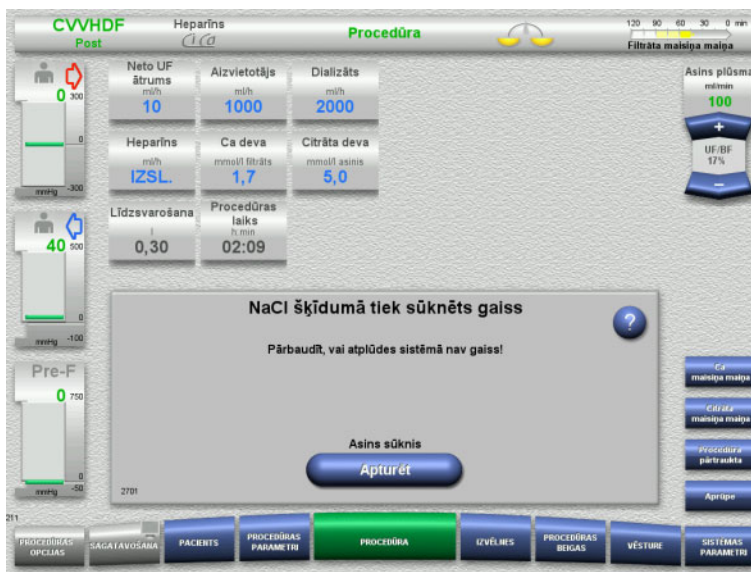 CVVHDF
Post
Heparīns
Ci Ca
Procedūra
120 90 60 30 0 min
Filtrāta maisiņa maiņa
0
300
0
-300
mmHg
40
500
0
-100
mmHg
Pre-F
0
750
0
-50
mmHg
Neto UF
ātrums
ml/h
10
Aizvietotājs
ml/h
1000
Dializāts
ml/h
2000
Heparīns
ml/h
IZSL.
Ca deva
mmol/l filtrāts
1,7
Citrāta deva
mmol/l asinis
5,0
Līdzsvarošana
l
0,30
Procedūras
laiks
h:min
02:09
Asins plūsma
ml/min
100
+
UF/BF
17%
−
NaCl šķīdumā tiek sūknēts gaiss
?
Pārbaudīt, vai atplūdes sistēmā nav gaiss!
Asins sūknis
Apturēt
2701
Ca
maisiņa maiņa
Citrāta
maisiņa maiņa
Procedūra
pārtraukta
Aprūpe
211
PROCEDŪRAS
OPCIJAS
SAGATAVOŠANA
PACIENTS
PROCEDŪRAS
PARAMETRI
PROCEDŪRA
IZVĒLNES
PROCEDŪRAS
BEIGAS
VĒSTURE
SISTĒMAS
PARAMETRI